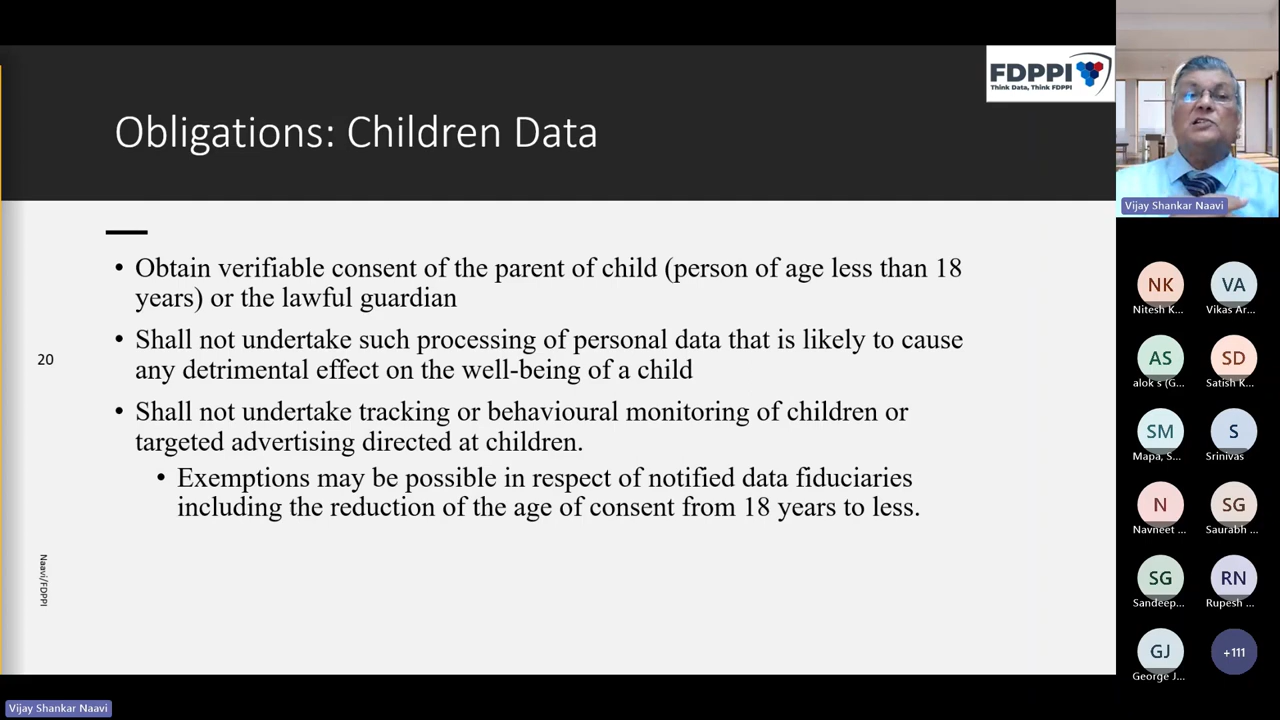 FDPPI
Think Data, Think FDPPI
Obligations: Children Data
• Obtain verifiable consent of the parent of child (person of age less than 18
years) or the lawful guardian
• Shall not undertake such processing of personal data that is likely to cause
any detrimental effect on the well-being of a child
• Shall not undertake tracking or behavioural monitoring of children or
targeted advertising directed at children.
• Exemptions may be possible in respect of notified data fiduciaries
including the reduction of the age of consent from 18 years to less.
20
Naavi/FDPPI
Vijay Shankar Naavi
NK
Nitesh K...
VA
Vikas Ar...
AS
alok s (G...
SD
Satish K...
SM
Mapa, S...
S
Srinivas
N
Navneet ...
SG
Saurabh ...
SG
Sandeep...
RN
Rupesh ...
GJ
George J...
+111
Vijay Shankar Naavi